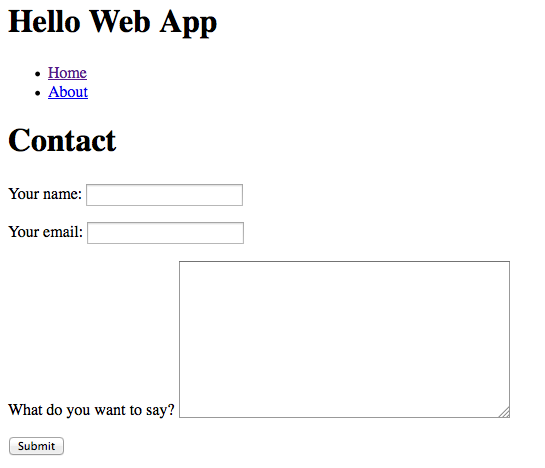 Hello Web App
Home
About
Contact
Your name:
Your email:
What do you want to say?
Submit